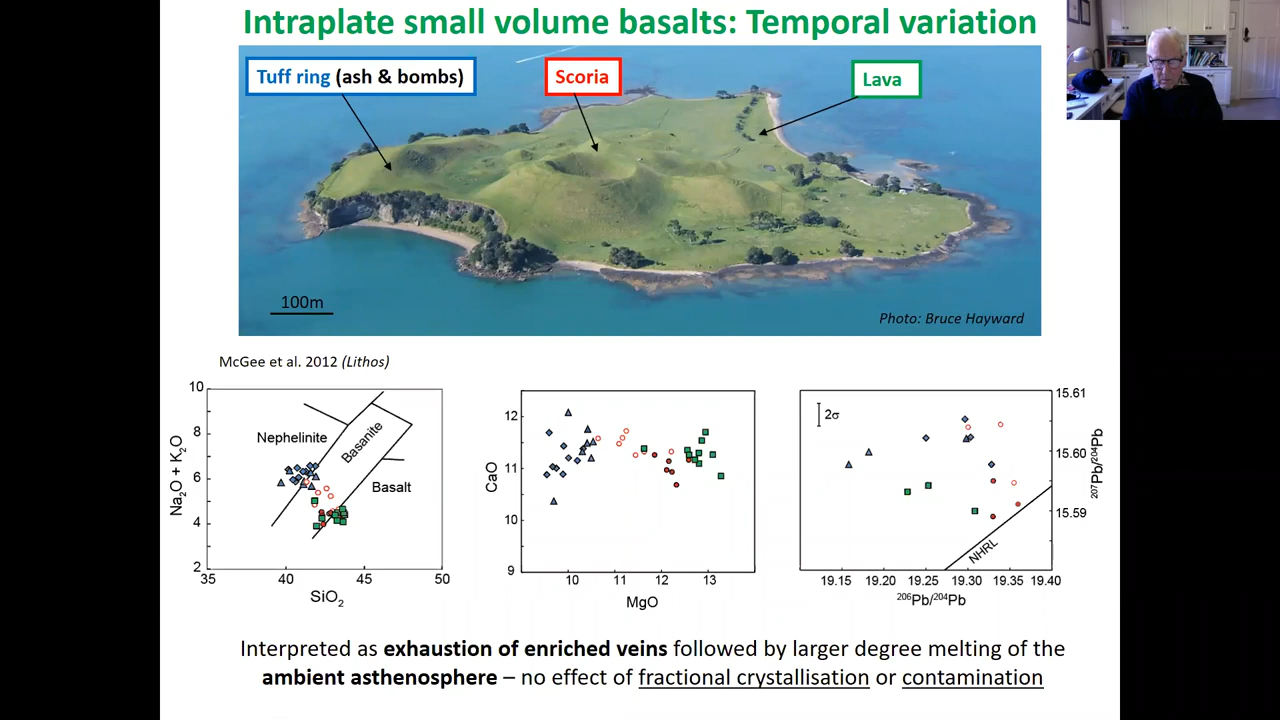 Intraplate small volume basalts: Temporal variation
Tuff ring (ash & bombs)
Scoria
Lava
100m
Photo: Bruce Hayward
McGee et al. 2012 (Lithos)
10
8
6
4
2
Na₂O + K₂O
Nephelinite
Basanite
Basalt
35 40 45 50
SiO₂
12
11
10
9
CaO
10 11 12 13
MgO
2σ
NHRL
15.61
15.60
15.59
²⁰⁷Pb/²⁰⁴Pb
19.15 19.20 19.25 19.30 19.35 19.40
²⁰⁶Pb/²⁰⁴Pb
Interpreted as exhaustion of enriched veins followed by larger degree melting of the
ambient asthenosphere – no effect of fractional crystallisation or contamination